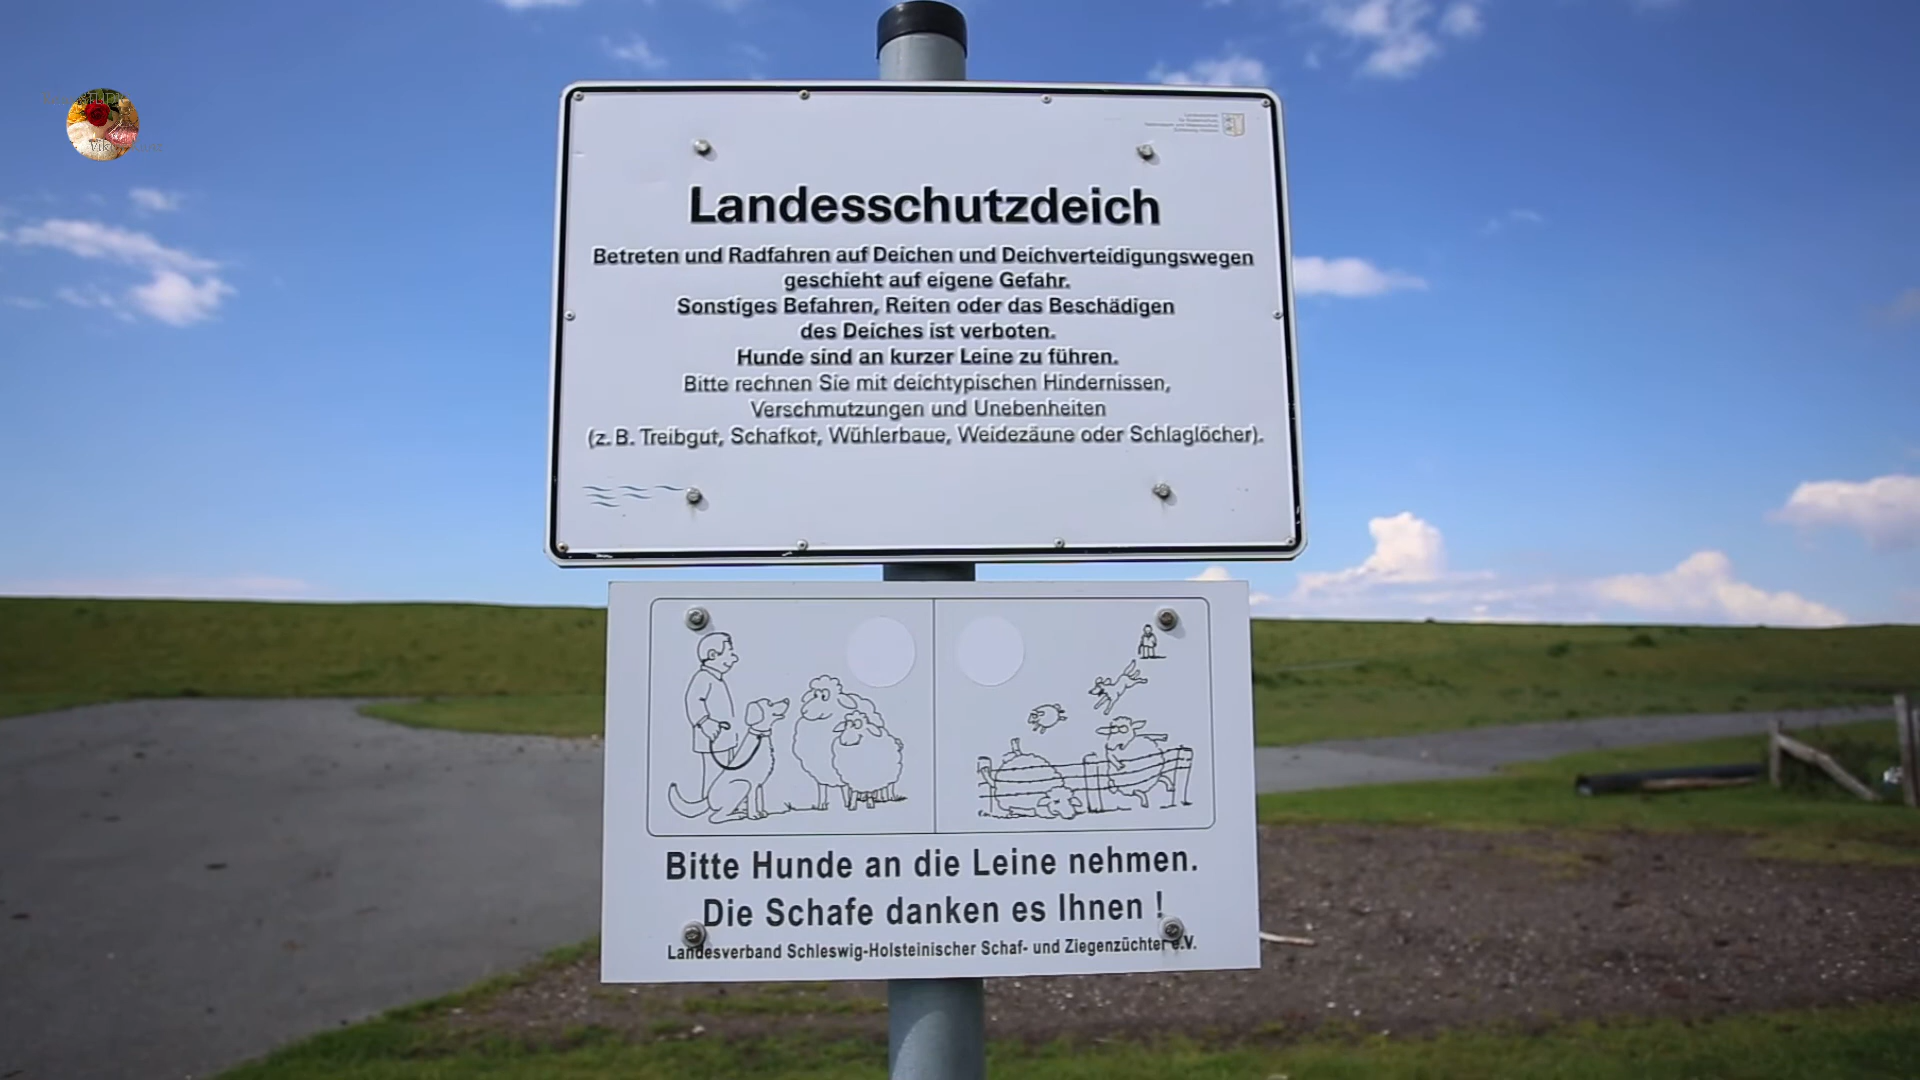 Landesschutzdeich
Betreten und Radfahren auf Deichen und Deichverteidigungswegen
geschieht auf eigene Gefahr.
Sonstiges Befahren, Reiten oder das Beschädigen
des Deiches ist verboten.
Hunde sind an kurzer Leine zu führen.
Bitte rechnen Sie mit deichtypischen Hindernissen,
Verschmutzungen und Unebenheiten
(z. B. Treibgut, Schafkot, Wühlerbaue, Weidezäune oder Schlaglöcher).
Bitte Hunde an die Leine nehmen.
Die Schafe danken es Ihnen !
Landesverband Schleswig-Holsteinischer Schaf- und Ziegenzüchter e.V.